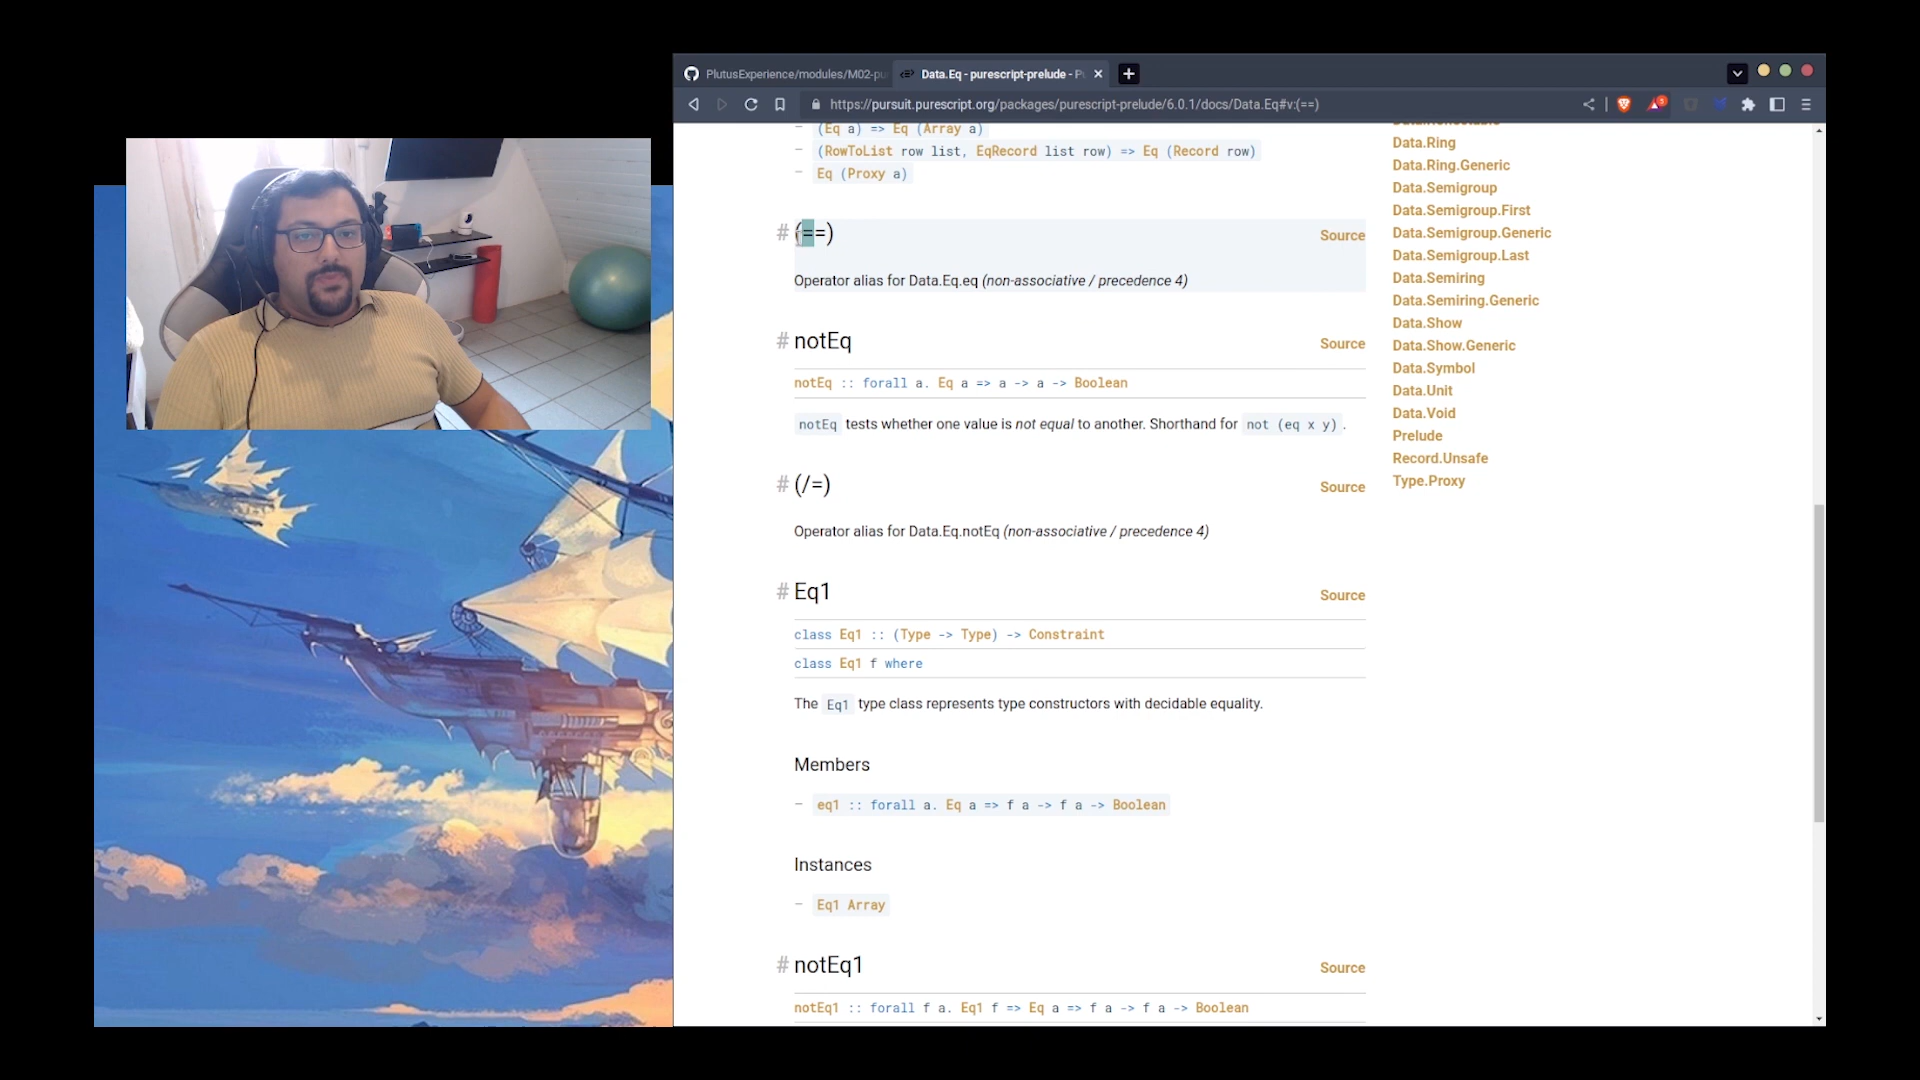 PlutusExperience/modules/M02-pu
Data.Eq - purescript-prelude - P
https://pursuit.purescript.org/packages/purescript-prelude/6.0.1/docs/Data.Eq#v:(==)
(Eq a) => Eq (Array a)
(RowToList row list, EqRecord list row) => Eq (Record row)
Eq (Proxy a)
# (==)
Source
Operator alias for Data.Eq.eq (non-associative / precedence 4)
# notEq
Source
notEq :: forall a. Eq a => a -> a -> Boolean
notEq tests whether one value is not equal to another. Shorthand for not (eq x y) .
# (/=)
Source
Operator alias for Data.Eq.notEq (non-associative / precedence 4)
# Eq1
Source
class Eq1 :: (Type -> Type) -> Constraint
class Eq1 f where
The Eq1 type class represents type constructors with decidable equality.
Members
eq1 :: forall a. Eq a => f a -> f a -> Boolean
Instances
Eq1 Array
# notEq1
Source
notEq1 :: forall f a. Eq1 f => Eq a => f a -> f a -> Boolean
Data.Ring
Data.Ring.Generic
Data.Semigroup
Data.Semigroup.First
Data.Semigroup.Generic
Data.Semigroup.Last
Data.Semiring
Data.Semiring.Generic
Data.Show
Data.Show.Generic
Data.Symbol
Data.Unit
Data.Void
Prelude
Record.Unsafe
Type.Proxy